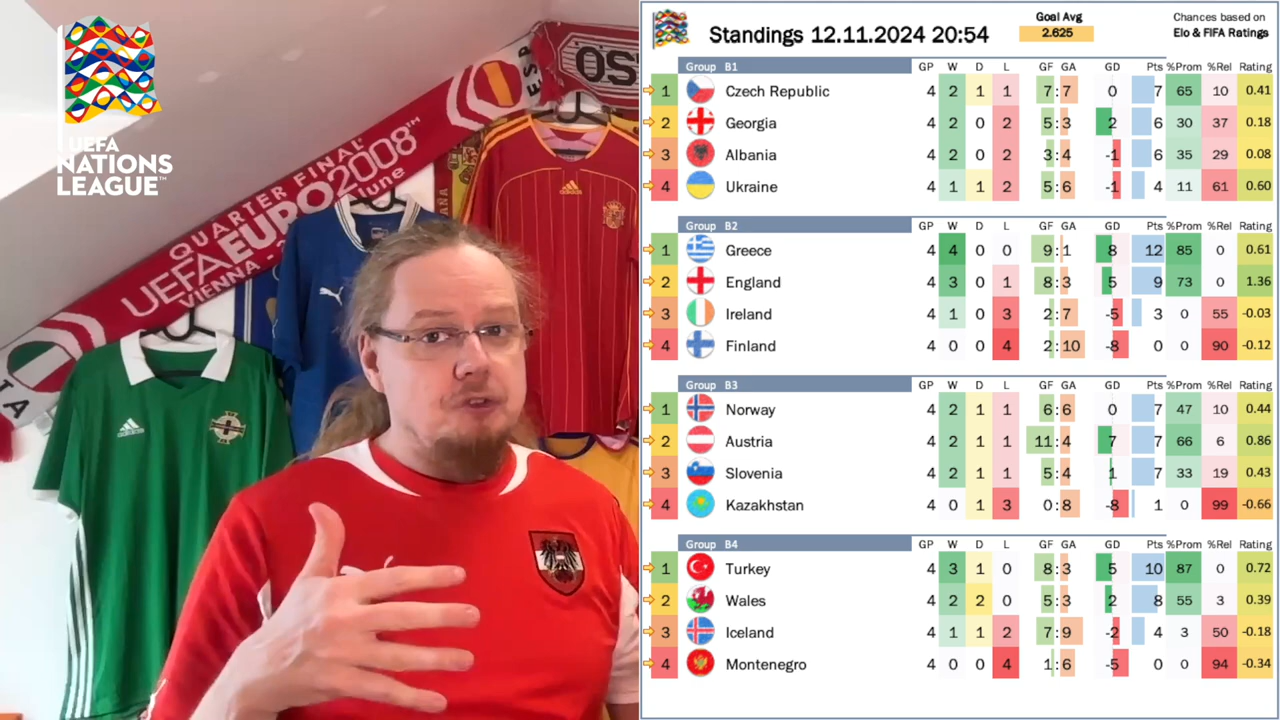 UEFA
NATIONS
LEAGUE™
QUARTER FINAL
UEFA EURO 2008™
VIENNA - June
ESP
OS
TA
adidas
adidas
Standings 12.11.2024 20:54
Goal Avg
2.625
Chances based on
Elo & FIFA Ratings
Group B1 GP W D L GF GA GD Pts %Prom %Rel Rating
1 Czech Republic 4 2 1 1 7:7 0 7 65 10 0.41
2 Georgia 4 2 0 2 5:3 2 6 30 37 0.18
3 Albania 4 2 0 2 3:4 -1 6 35 29 0.08
4 Ukraine 4 1 1 2 5:6 -1 4 11 61 0.60
Group B2 GP W D L GF GA GD Pts %Prom %Rel Rating
1 Greece 4 4 0 0 9:1 8 12 85 0 0.61
2 England 4 3 0 1 8:3 5 9 73 0 1.36
3 Ireland 4 1 0 3 2:7 -5 3 0 55 -0.03
4 Finland 4 0 0 4 2:10 -8 0 0 90 -0.12
Group B3 GP W D L GF GA GD Pts %Prom %Rel Rating
1 Norway 4 2 1 1 6:6 0 7 47 10 0.44
2 Austria 4 2 1 1 11:4 7 7 66 6 0.86
3 Slovenia 4 2 1 1 5:4 1 7 33 19 0.43
4 Kazakhstan 4 0 1 3 0:8 -8 1 0 99 -0.66
Group B4 GP W D L GF GA GD Pts %Prom %Rel Rating
1 Turkey 4 3 1 0 8:3 5 10 87 0 0.72
2 Wales 4 2 2 0 5:3 2 8 55 3 0.39
3 Iceland 4 1 1 2 7:9 -2 4 3 50 -0.18
4 Montenegro 4 0 0 4 1:6 -5 0 0 94 -0.34